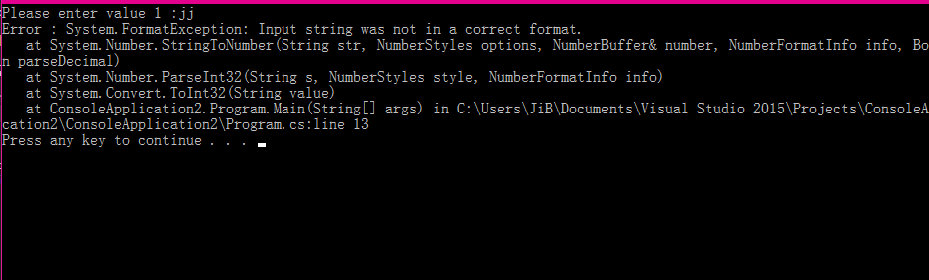 Please enter value 1 :jj
Error : System.FormatException: Input string was not in a correct format.
   at System.Number.StringToNumber(String str, NumberStyles options, NumberBuffer& number, NumberFormatInfo info, Boo
n parseDecimal)
   at System.Number.ParseInt32(String s, NumberStyles style, NumberFormatInfo info)
   at System.Convert.ToInt32(String value)
   at ConsoleApplication2.Program.Main(String[] args) in C:\Users\JiB\Documents\Visual Studio 2015\Projects\ConsoleA
cation2\ConsoleApplication2\Program.cs:line 13
Press any key to continue . . .